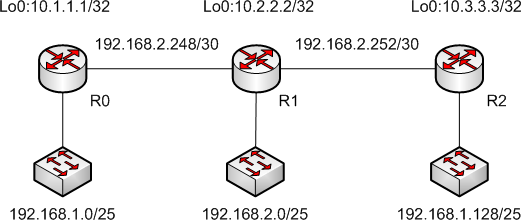 Lo0:10.1.1.1/32
Lo0:10.2.2.2/32
Lo0:10.3.3.3/32
192.168.2.248/30
192.168.2.252/30
R0
R1
R2
192.168.1.0/25
192.168.2.0/25
192.168.1.128/25